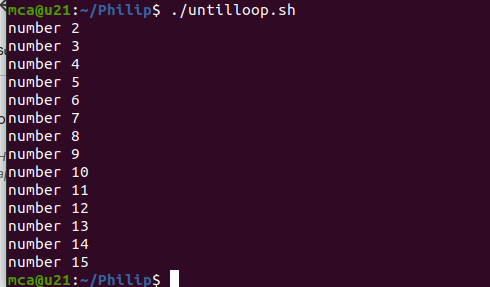 mca@u21:~/Philip$ ./untilloop.sh
number 2
number 3
number 4
number 5
number 6
number 7
number 8
number 9
number 10
number 11
number 12
number 13
number 14
number 15
mca@u21:~/Philip$